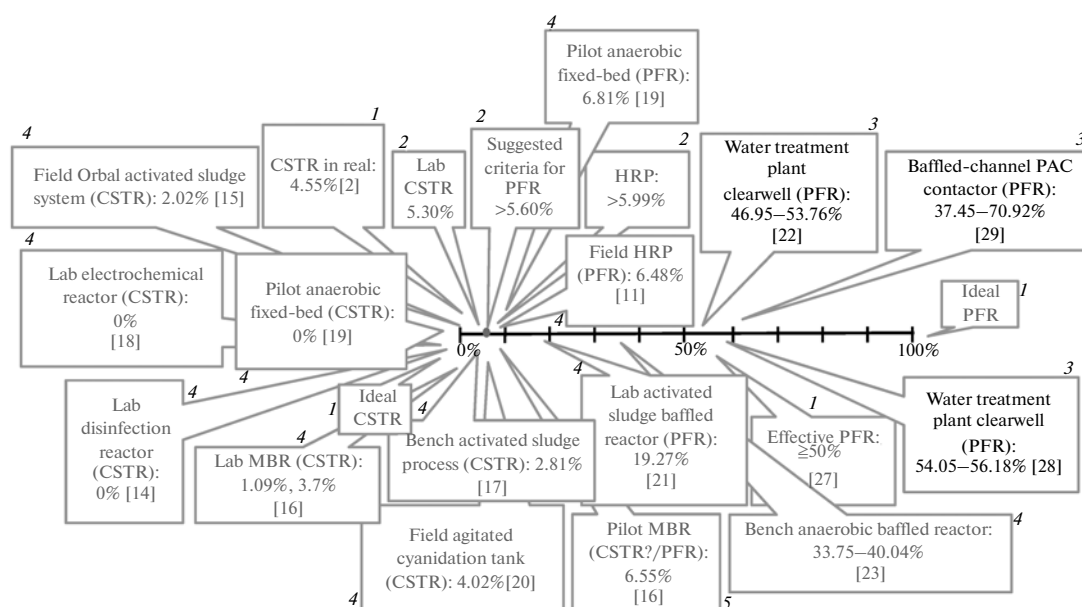 4
Pilot anaerobic
fixed-bed (PFR):
6.81% [19]
4
Field Orbal activated sludge
system (CSTR): 2.02% [15]
1
CSTR in real:
4.55%[2]
2
Lab
CSTR
5.30%
2
Suggested
criteria for
PFR
>5.60%
2
HRP:
>5.99%
3
Water treatment
plant
clearwell (PFR):
46.95–53.76%
[22]
3
Baffled-channel PAC
contactor (PFR):
37.45–70.92%
[29]
4
Lab electrochemical
reactor (CSTR):
0%
[18]
Pilot anaerobic
fixed-bed (CSTR):
0% [19]
4
Field HRP
(PFR): 6.48%
[11]
4
Ideal
PFR
1
0%
50%
100%
4
Lab
disinfection
reactor
(CSTR):
0% [14]
1
Ideal
CSTR
4
Lab MBR (CSTR):
1.09%, 3.7%
[16]
4
Bench activated sludge
process (CSTR): 2.81%
[17]
4
Lab activated
sludge baffled
reactor (PFR):
19.27%
[21]
1
Effective PFR:
≧50%
[27]
3
Water treatment
plant clearwell
(PFR):
54.05–56.18% [28]
Field agitated
cyanidation tank
(CSTR): 4.02%[20]
4
Pilot MBR
(CSTR?/PFR):
6.55%
[16]
5
Bench anaerobic baffled reactor:
33.75–40.04%
[23]
4